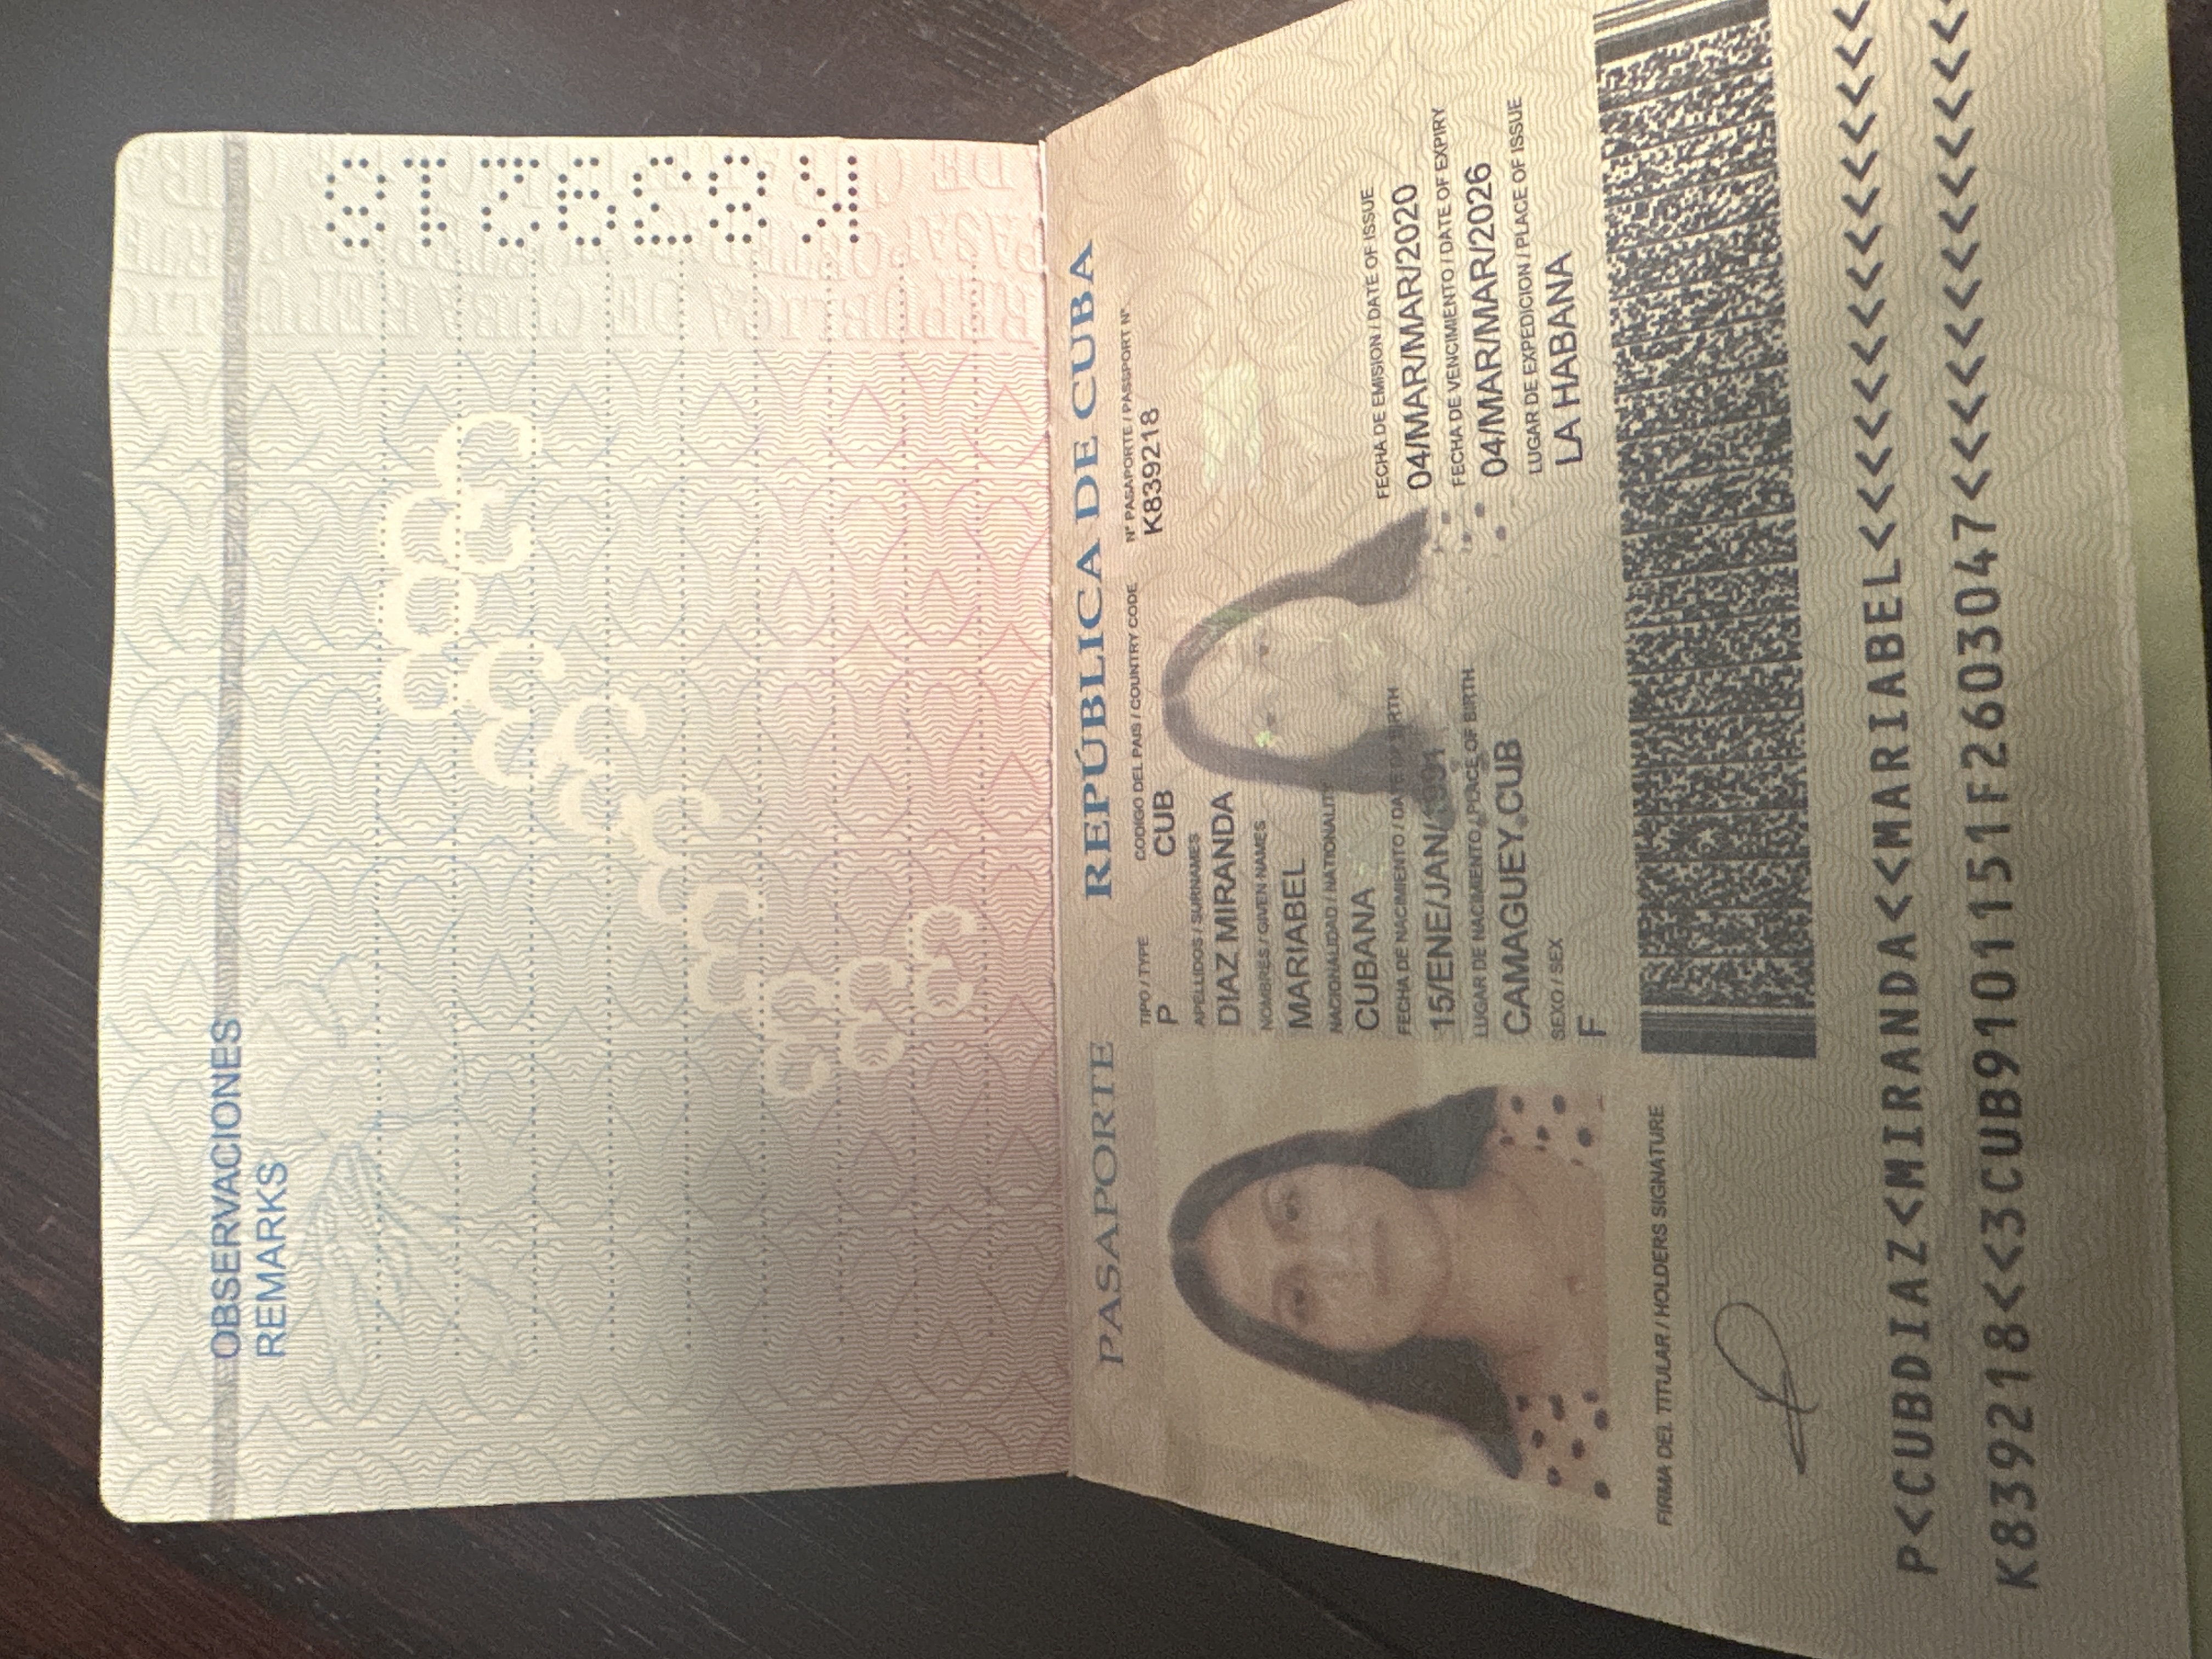 OBSERVACIONES
REMARKS
K839218
PASAPORTE REPÚBLICA DE CUBA
TIPO / TYPE CODIGO DEL PAIS / COUNTRY CODE Nº PASAPORTE / PASSPORT Nº.
P CUB K839218
APELLIDOS / SURNAMES
DIAZ MIRANDA
NOMBRES / GIVEN NAMES
MARIABEL
NACIONALIDAD / NATIONALITY
CUBANA
FECHA DE NACIMIENTO / DATE OF BIRTH
15/ENE/JAN/1991
LUGAR DE NACIMIENTO / PLACE OF BIRTH
CAMAGUEY.CUB
SEXO / SEX
F
FECHA DE EMISION / DATE OF ISSUE
04/MAR/MAR/2020
FECHA DE VENCIMIENTO / DATE OF EXPIRY
04/MAR/MAR/2026
LUGAR DE EXPEDICION / PLACE OF ISSUE
LA HABANA
FIRMA DEL TITULAR / HOLDERS SIGNATURE
P<CUBDIAZ<MIRANDA<<MARIABEL<<<<<<<<<<<<<<<
K839218<<3CUB9101151F2603047<<<<<<<<<<<<<